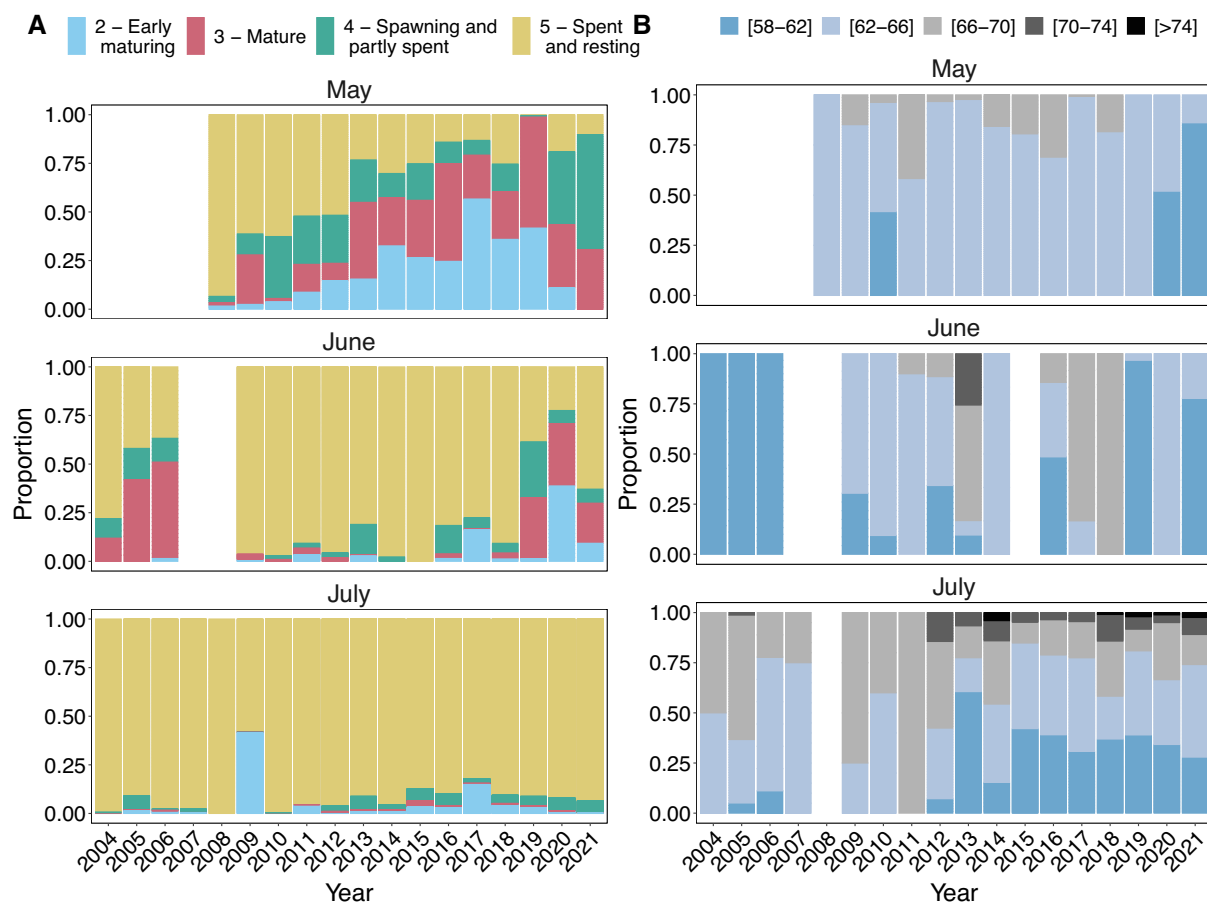 A
2 − Early
maturing
3 − Mature
4 − Spawning and
partly spent
5 − Spent
and resting
May
1.00
0.75
0.50
0.25
0.00
June
1.00
0.75
0.50
0.25
0.00
July
1.00
0.75
0.50
0.25
0.00
Proportion
2004 2005 2006 2007 2008 2009 2010 2011 2012 2013 2014 2015 2016 2017 2018 2019 2020 2021
Year
B
[58−62] [62−66] [66−70] [70−74] [>74]
May
1.00
0.75
0.50
0.25
0.00
June
1.00
0.75
0.50
0.25
0.00
July
1.00
0.75
0.50
0.25
0.00
Proportion
2004 2005 2006 2007 2008 2009 2010 2011 2012 2013 2014 2015 2016 2017 2018 2019 2020 2021
Year